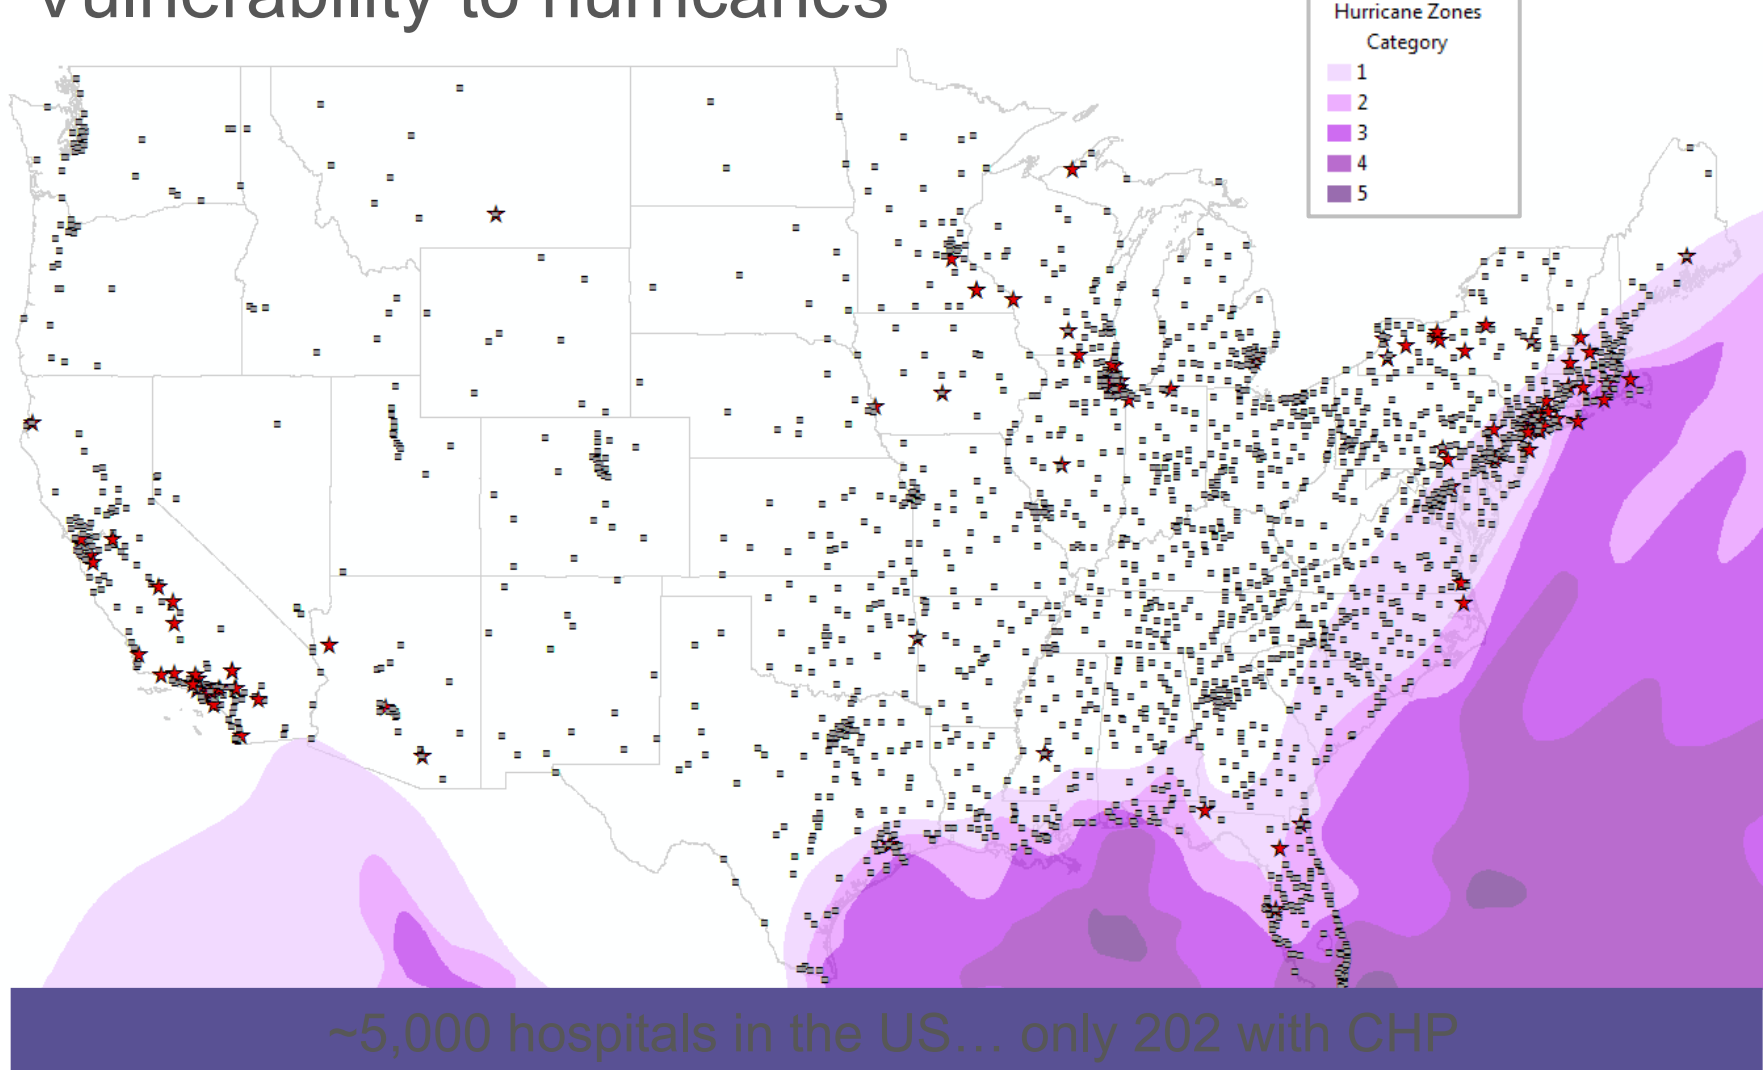 Vulnerability to hurricanes
Hurricane Zones
Category
1
2
3
4
5
~5,000 hospitals in the US… only 202 with CHP